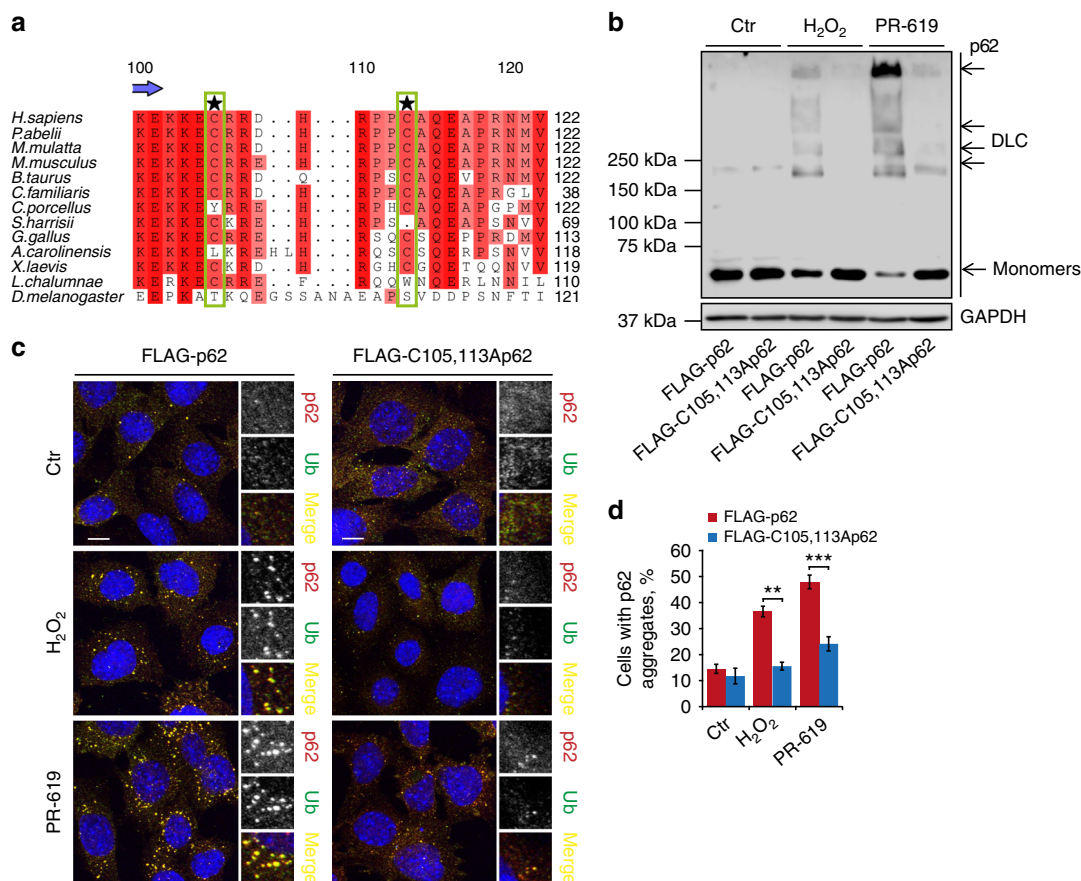 a
100 110 120
H.sapiens K E K K E C R R D . . H . . . R P P C A Q E A P R N M V 122
P.abelii K E K K E C R R D . . H . . . R P P C A Q E A P R N M V 122
M.mulatta K E K K E C R R D . . H . . . R P P C A Q E A P R N M V 122
M.musculus K E K K E C R R E . . H . . . R P P C A Q E A P R N M V 122
B.taurus K E K K E C R R D . . Q . . . R P S C A Q E V P R N M V 122
C.familiaris K E K K E C R R D . . H . . . R P P C A Q E A P R G L V 38
C.porcellus K E K K E Y R R E . . H . . . R P H C A Q E A P G P M V 122
S.harrisii K E K K E C K R E . . H . . . R P S . A Q E A P S N V V 69
G.gallus K E K K E C R R E . . H . . . R S Q C S Q E P P R D M V 113
A.carolinensis K E K K E L K R E H L H . . . R Q S C S Q E R P S N V V 118
X.laevis K E K K E C R R D . . H . . . R G H C G Q E T Q Q N V V 119
L.chalumnae K E R K E C K R E . . F . . . R Q Q W N Q E R L N N I L 110
D.melanogaster E E P K A T K Q E G S S A N A E A P S V D D P S N F T I 121
b
Ctr H2O2 PR-619
p62
DLC
250 kDa
150 kDa
100 kDa
75 kDa
Monomers
37 kDa
GAPDH
FLAG-p62
FLAG-C105,113Ap62
FLAG-p62
FLAG-C105,113Ap62
FLAG-p62
FLAG-C105,113Ap62
c
FLAG-p62 FLAG-C105,113Ap62
Ctr
p62 Ub Merge
p62 Ub Merge
H2O2
p62 Ub Merge
p62 Ub Merge
PR-619
p62 Ub Merge
p62 Ub Merge
d
FLAG-p62
FLAG-C105,113Ap62
Cells with p62
aggregates, %
60
50
40
30
20
10
0
** ***
Ctr H2O2 PR-619